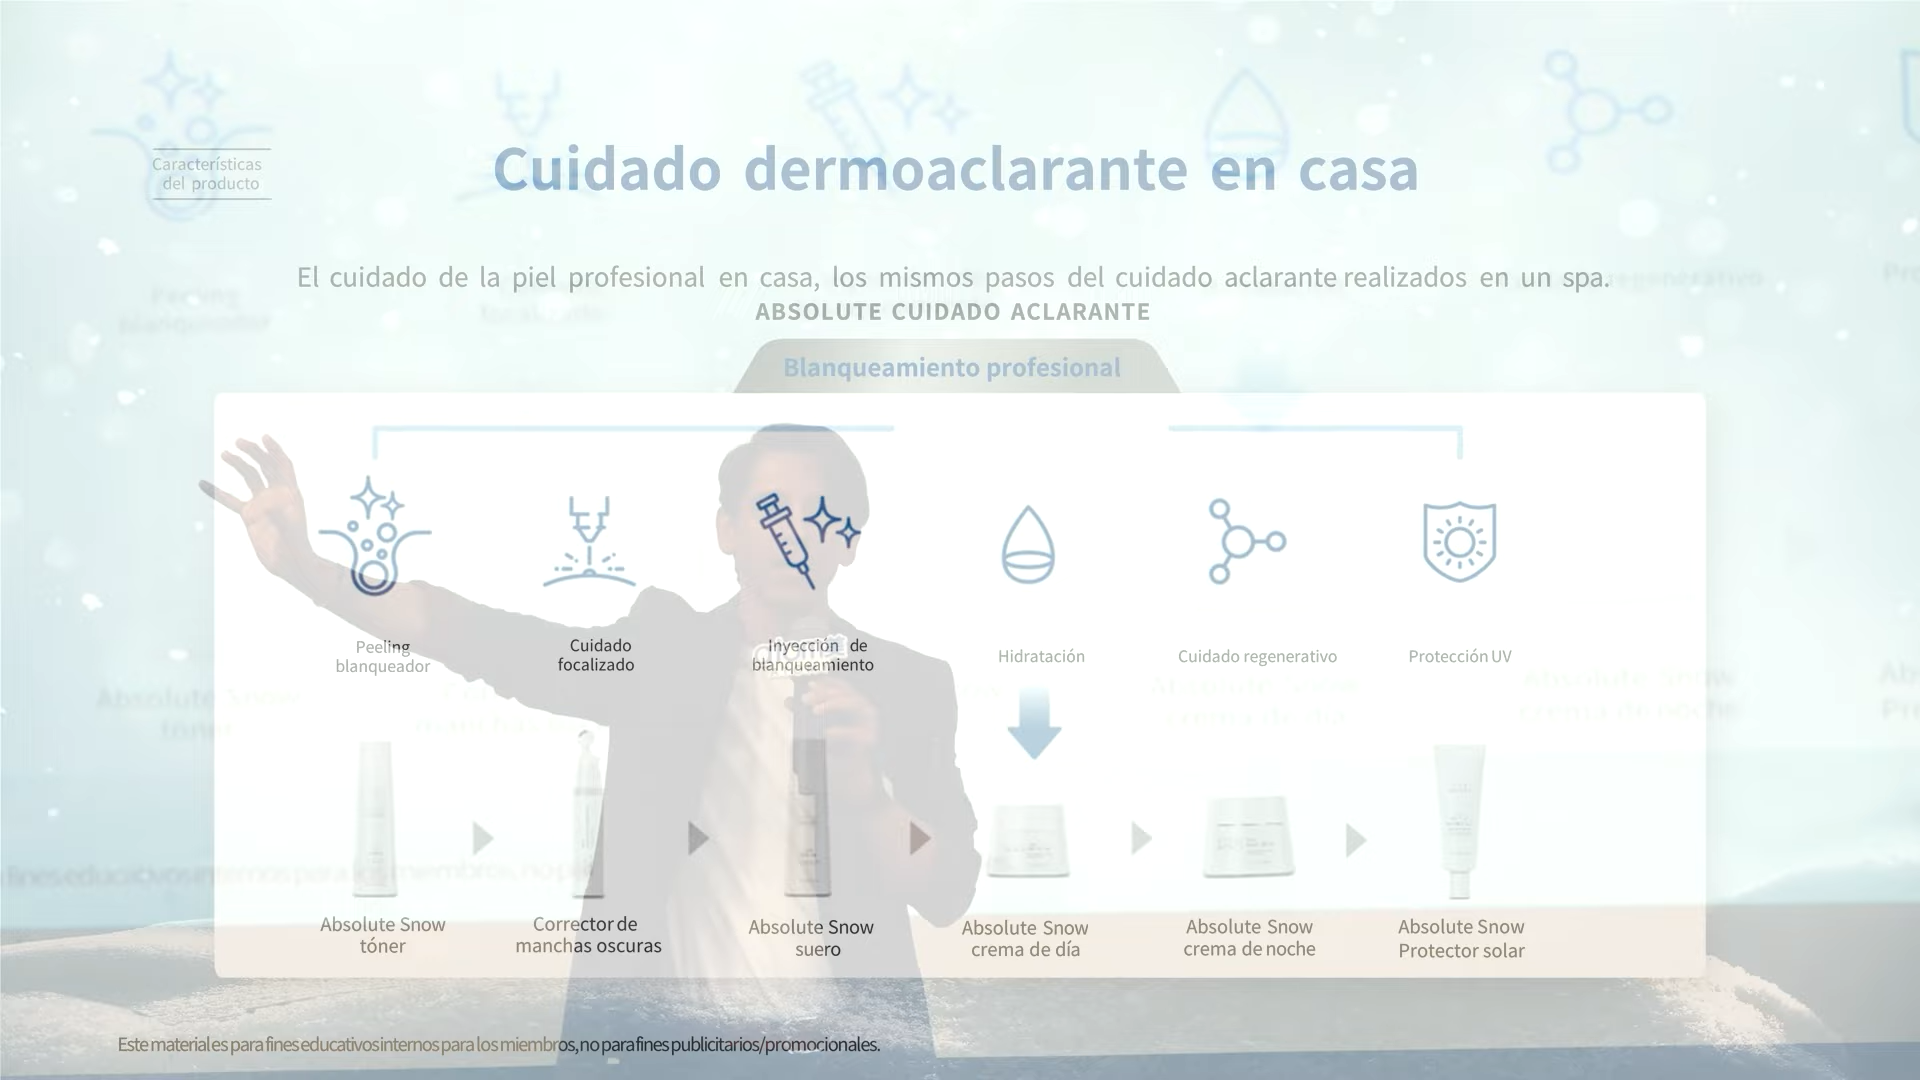 Características
del producto
Cuidado dermoaclarante en casa
El cuidado de la piel profesional en casa, los mismos pasos del cuidado aclarante realizados en un spa.
ABSOLUTE CUIDADO ACLARANTE
Blanqueamiento profesional
Peeling
blanqueador
Cuidado
focalizado
Inyección de
blanqueamiento
Hidratación
Cuidado regenerativo
Protección UV
Absolute Snow
tóner
Corrector de
manchas oscuras
Absolute Snow
suero
Absolute Snow
crema de día
Absolute Snow
crema de noche
Absolute Snow
Protector solar
Este material es para fines educativos internos para los miembros, no para fines publicitarios/promocionales.